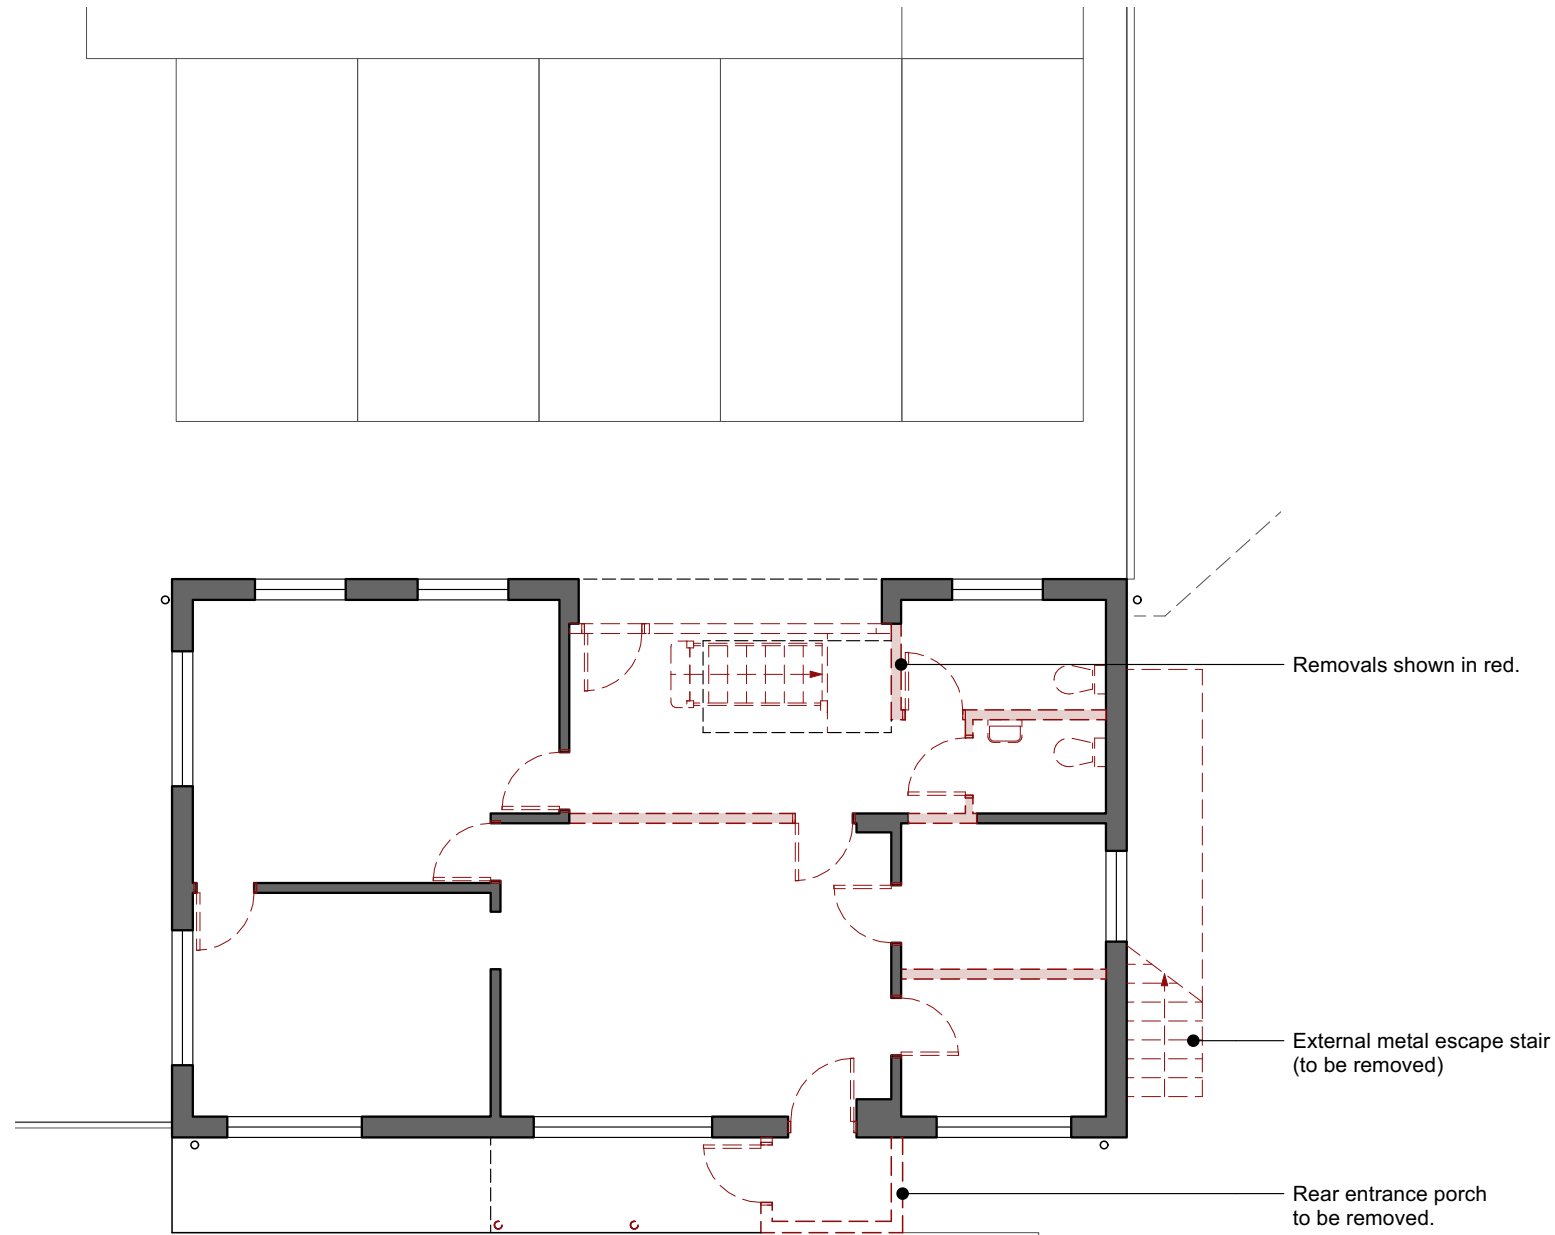 Removals shown in red.
External metal escape stair
(to be removed)
Rear entrance porch
to be removed.